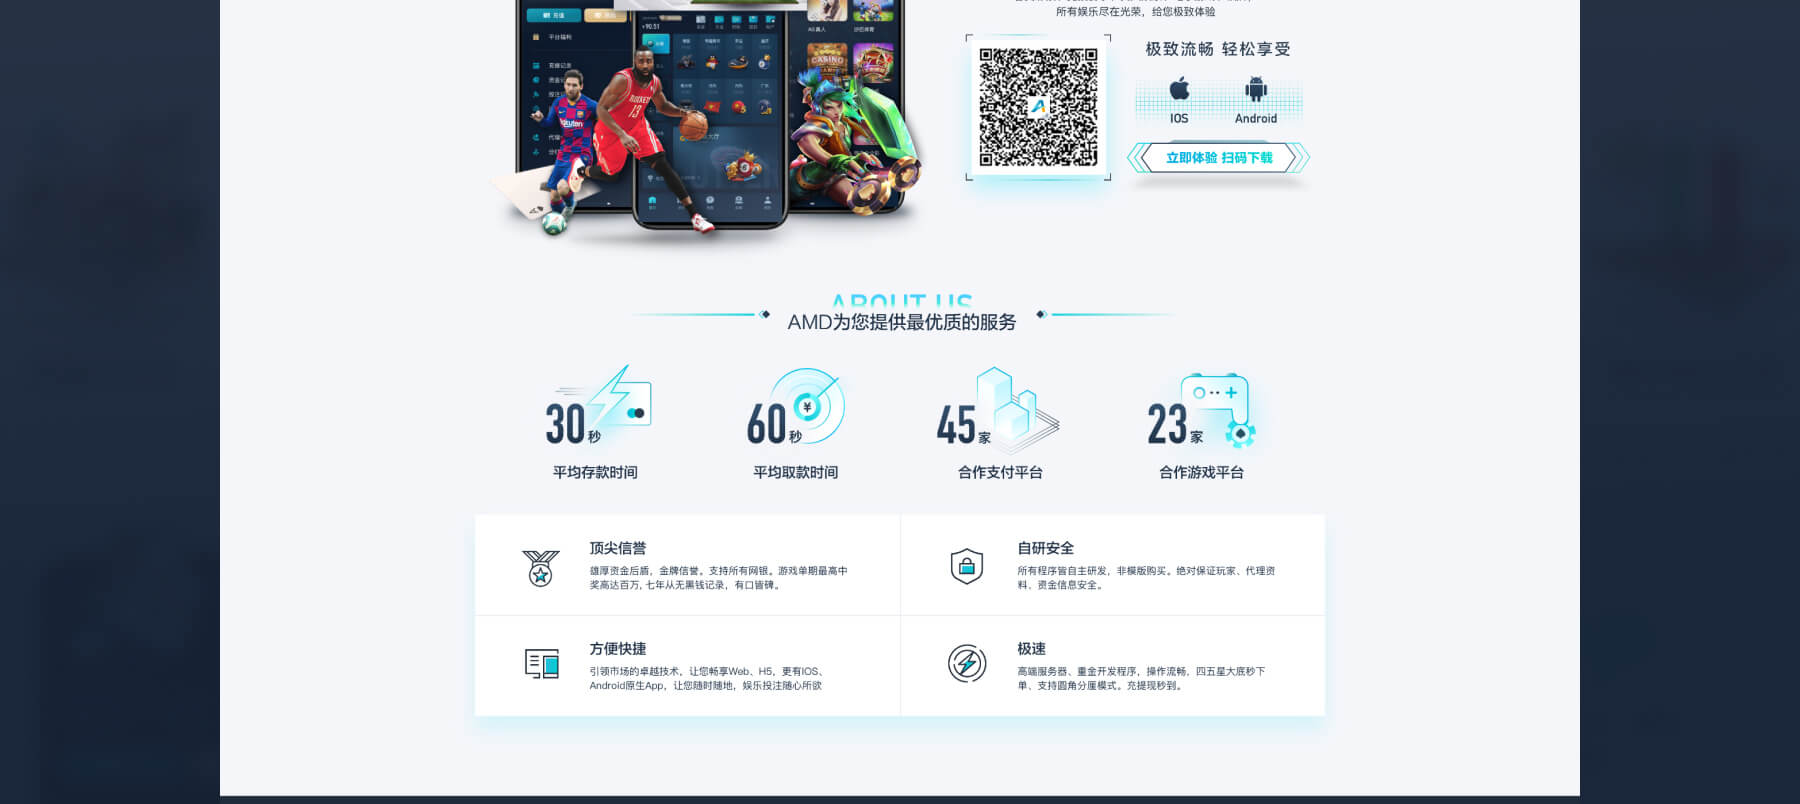 所有娱乐尽在光荣，给您极致体验
充值
平台福利
极致流畅 轻松享受
IOS
Android
立即体验 扫码下载
CASINO
ROCKETS
13
Rakuten
ABOUT US
AMD为您提供最优质的服务
30秒
60秒
45家
23家
平均存款时间
平均取款时间
合作支付平台
合作游戏平台
顶尖信誉
雄厚资金后盾，金牌信誉。支持所有网银。游戏单期最高中
奖高达百万, 七年从无黑钱记录，有口皆碑。
自研安全
所有程序皆自主研发，非模版购买。绝对保证玩家、代理资
料、资金信息安全。
方便快捷
引领市场的卓越技术，让您畅享Web、H5，更有IOS、
Android原生App，让您随时随地，娱乐投注随心所欲
极速
高端服务器、重金开发程序，操作流畅，四五星大底秒下
单、支持圆角分厘模式。充提现秒到。